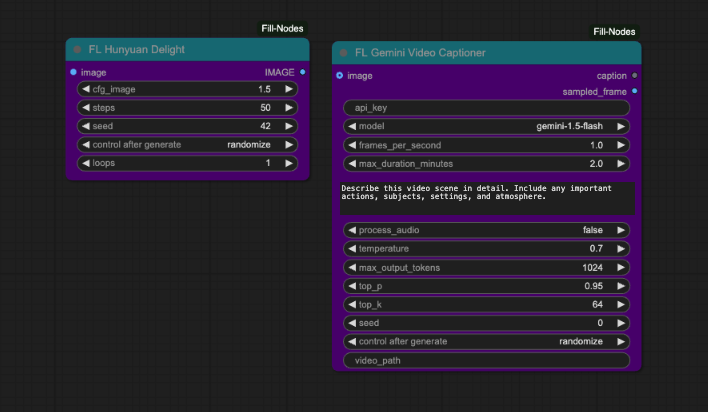 Fill-Nodes
FL Hunyuan Delight
image IMAGE
cfg_image 1.5
steps 50
seed 42
control after generate randomize
loops 1
Fill-Nodes
FL Gemini Video Captioner
image caption
sampled_frame
api_key
model gemini-1.5-flash
frames_per_second 1.0
max_duration_minutes 2.0
Describe this video scene in detail. Include any important
actions, subjects, settings, and atmosphere.
process_audio false
temperature 0.7
max_output_tokens 1024
top_p 0.95
top_k 64
seed 0
control after generate randomize
video_path